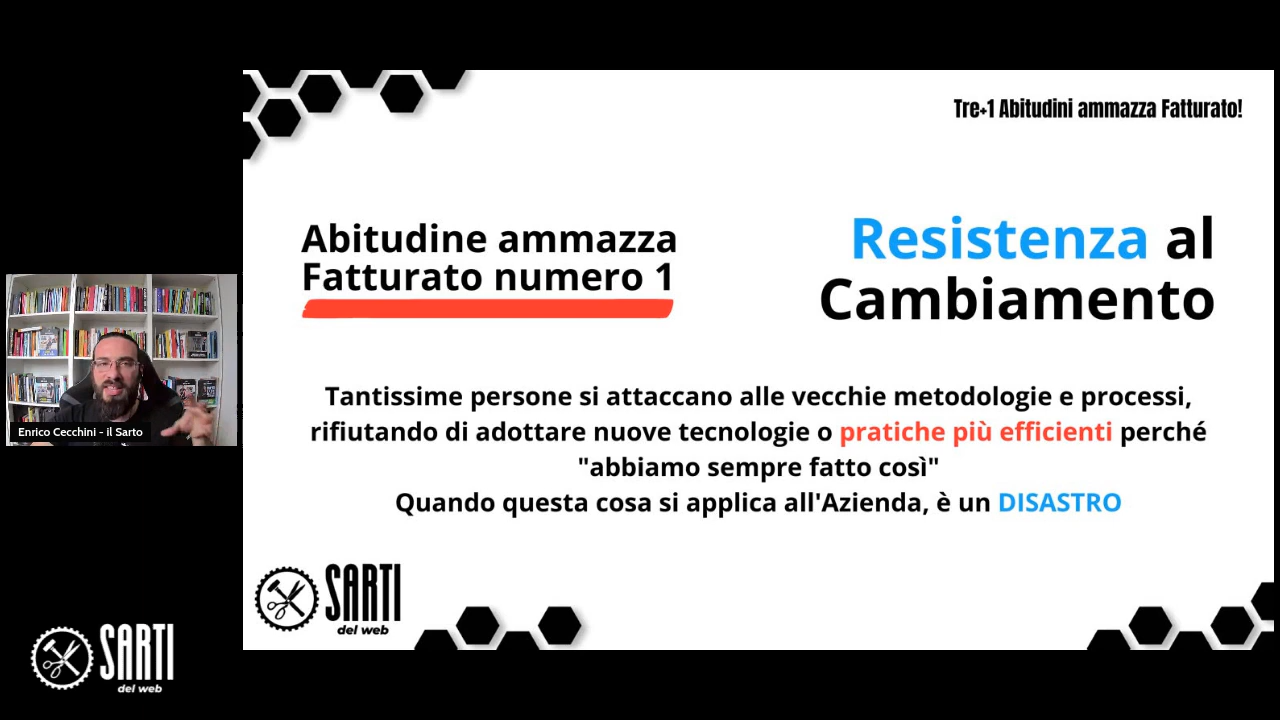 Tre+1 Abitudini ammazza Fatturato!
Abitudine ammazza
Fatturato numero 1
Resistenza al
Cambiamento
Tantissime persone si attaccano alle vecchie metodologie e processi,
rifiutando di adottare nuove tecnologie o pratiche più efficienti perché
"abbiamo sempre fatto così"
Quando questa cosa si applica all'Azienda, è un DISASTRO
Enrico Cecchini - il Sarto
SARTI
del web
SARTI
del web